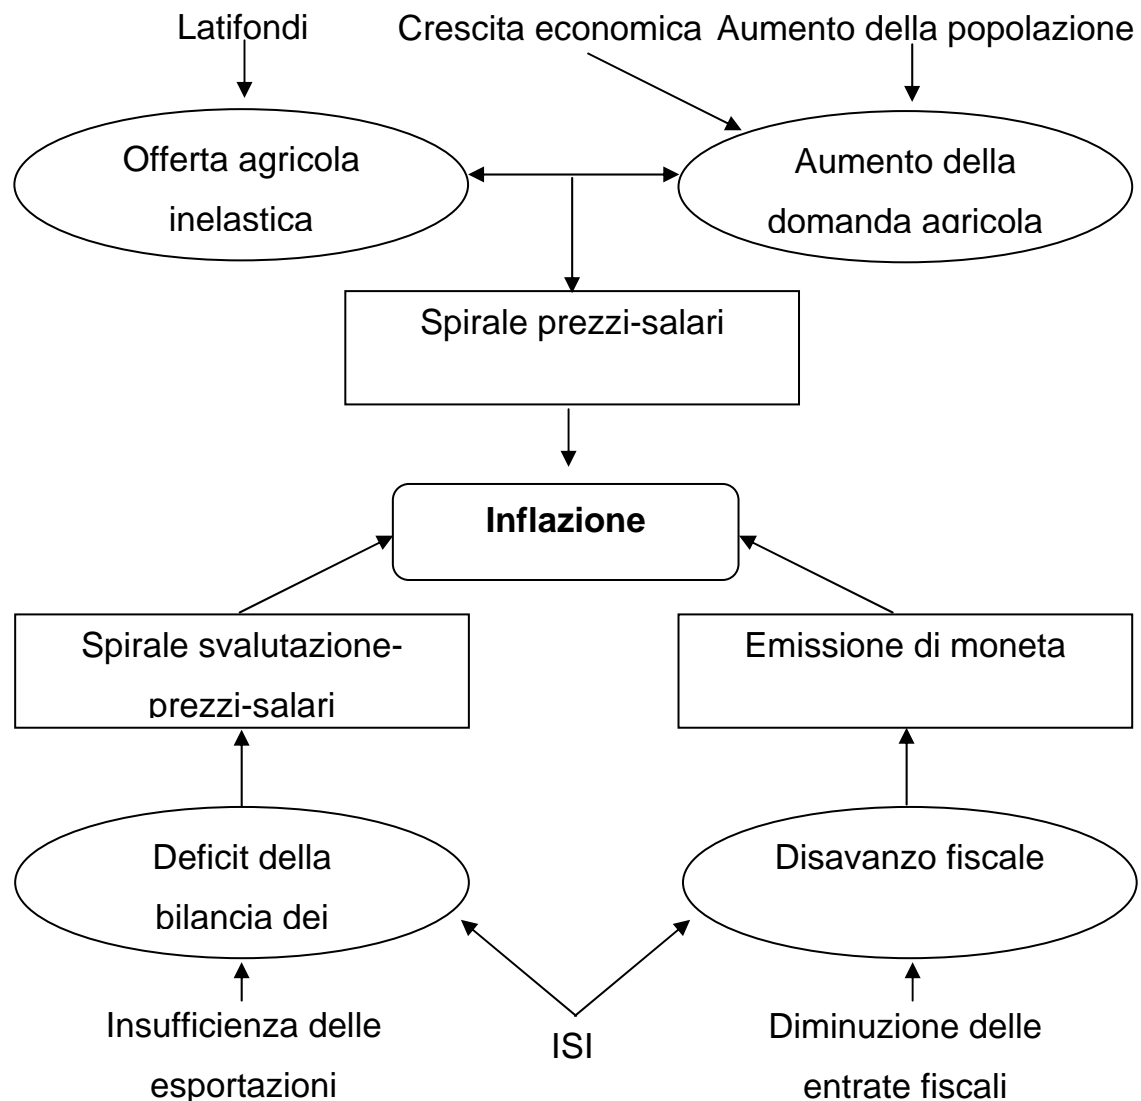 Latifondi
Crescita economica
Aumento della popolazione
Offerta agricola
inelastica
Aumento della
domanda agricola
Spirale prezzi-salari
Inflazione
Spirale svalutazione-
prezzi-salari
Emissione di moneta
Deficit della
bilancia dei
Disavanzo fiscale
Insufficienza delle
esportazioni
ISI
Diminuzione delle
entrate fiscali